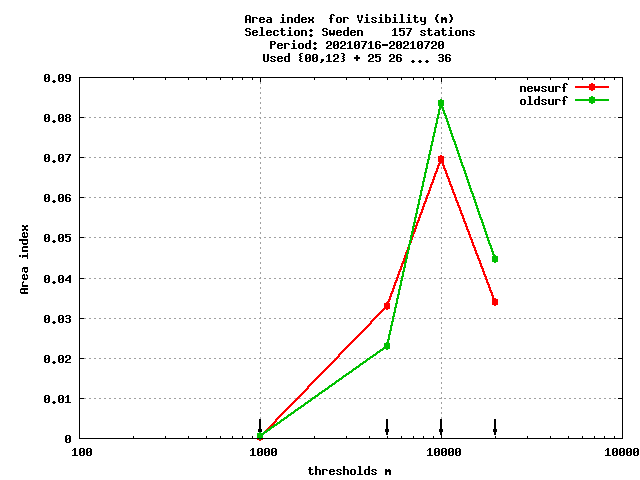 Area index  for Visibility (m)
Selection: Sweden    157 stations
Period: 20210716-20210720
Used {00,12} + 25 26 ... 36
newsurf
oldsurf
0.09
0.08
0.07
0.06
0.05
0.04
0.03
0.02
0.01
0
Area index
100
1000
10000
10000
thresholds m